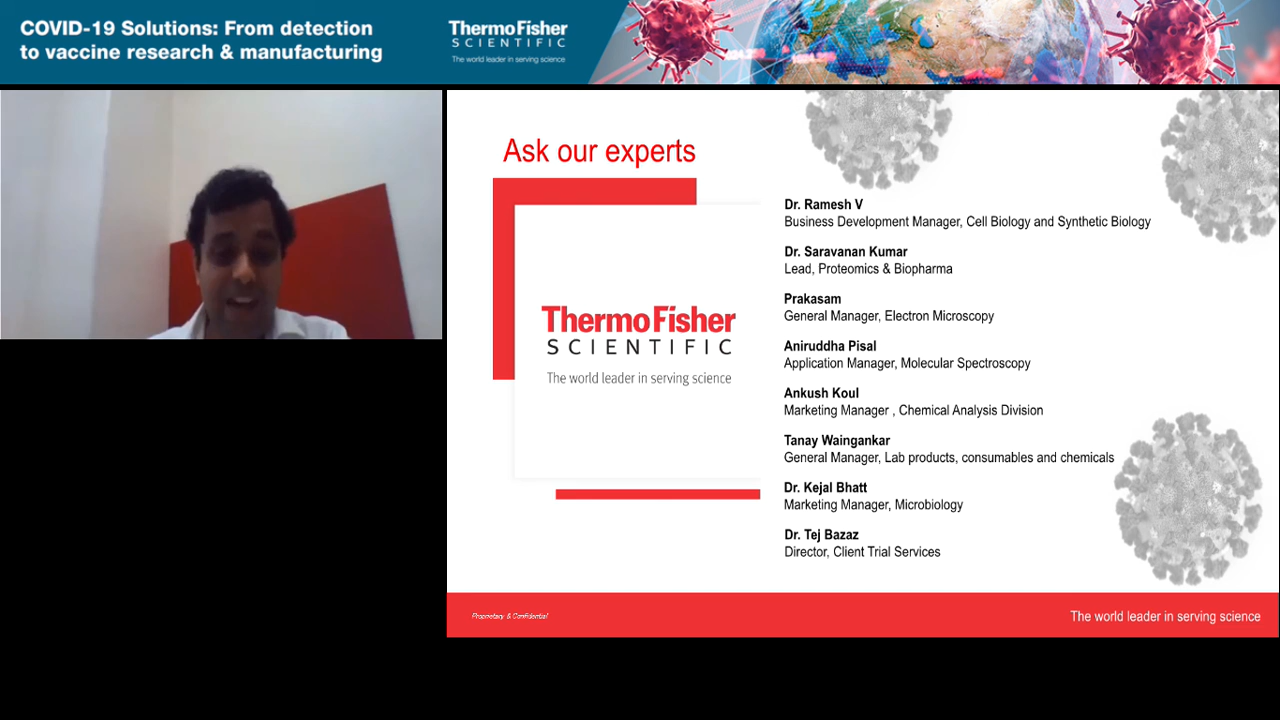 COVID-19 Solutions: From detection
to vaccine research & manufacturing
ThermoFisher
SCIENTIFIC
The world leader in serving science
Ask our experts
ThermoFisher
SCIENTIFIC
The world leader in serving science
Dr. Ramesh V
Business Development Manager, Cell Biology and Synthetic Biology
Dr. Saravanan Kumar
Lead, Proteomics & Biopharma
Prakasam
General Manager, Electron Microscopy
Aniruddha Pisal
Application Manager, Molecular Spectroscopy
Ankush Koul
Marketing Manager , Chemical Analysis Division
Tanay Waingankar
General Manager, Lab products, consumables and chemicals
Dr. Kejal Bhatt
Marketing Manager, Microbiology
Dr. Tej Bazaz
Director, Client Trial Services
Proprietary & Confidential
The world leader in serving science